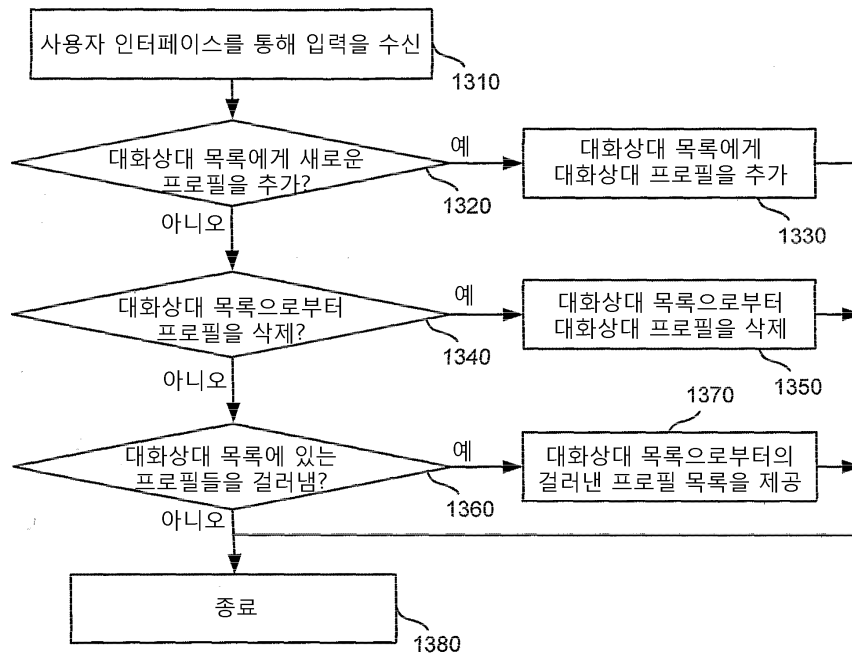 사용자 인터페이스를 통해 입력을 수신
1310
대화상대 목록에게 새로운
프로필을 추가?
예
1320
대화상대 목록에게
대화상대 프로필을 추가
1330
아니오
대화상대 목록으로부터
프로필을 삭제?
예
1340
대화상대 목록으로부터
대화상대 프로필을 삭제
1350
아니오
1370
대화상대 목록에 있는
프로필들을 걸러냄?
예
1360
대화상대 목록으로부터의
걸러낸 프로필 목록을 제공
아니오
종료
1380